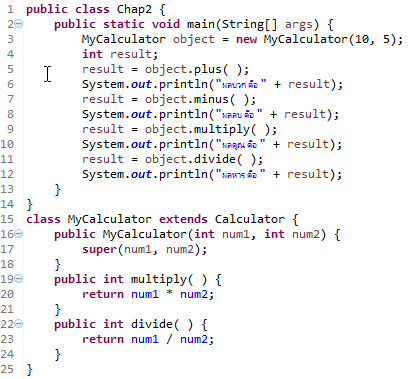 1 public class Chap2 {
2 public static void main(String[] args) {
3 MyCalculator object = new MyCalculator(10, 5);
4 int result;
5 result = object.plus( );
6 System.out.println("ผลบวก คือ " + result);
7 result = object.minus( );
8 System.out.println("ผลลบ คือ " + result);
9 result = object.multiply( );
10 System.out.println("ผลคูณ คือ " + result);
11 result = object.divide( );
12 System.out.println("ผลหาร คือ " + result);
13 }
14 }
15 class MyCalculator extends Calculator {
16 public MyCalculator(int num1, int num2) {
17 super(num1, num2);
18 }
19 public int multiply( ) {
20 return num1 * num2;
21 }
22 public int divide( ) {
23 return num1 / num2;
24 }
25 }